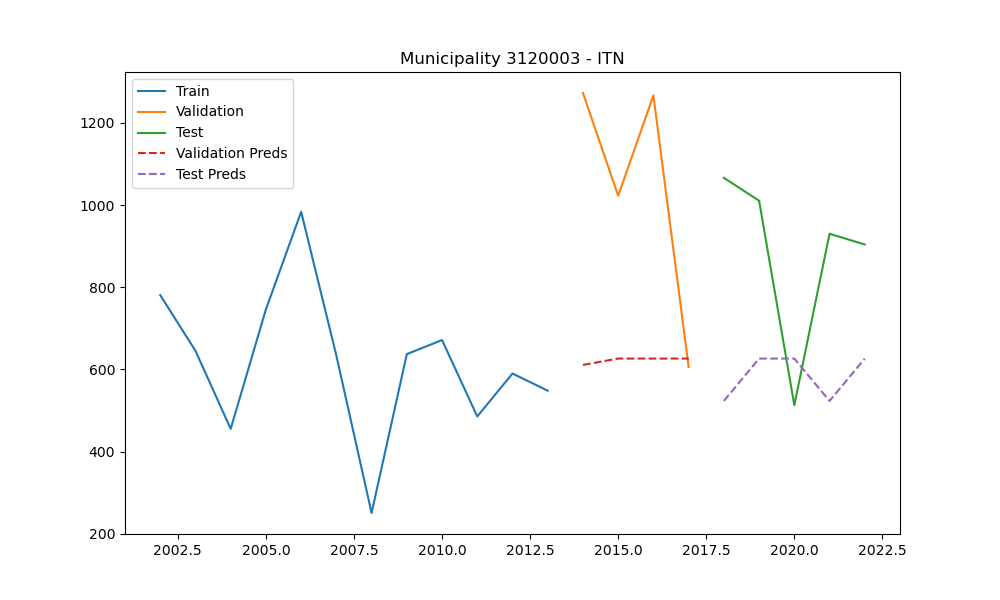 Municipality 3120003 - ITN
Train
Validation
Test
Validation Preds
Test Preds
1200
1000
800
600
400
200
2002.5 2005.0 2007.5 2010.0 2012.5 2015.0 2017.5 2020.0 2022.5